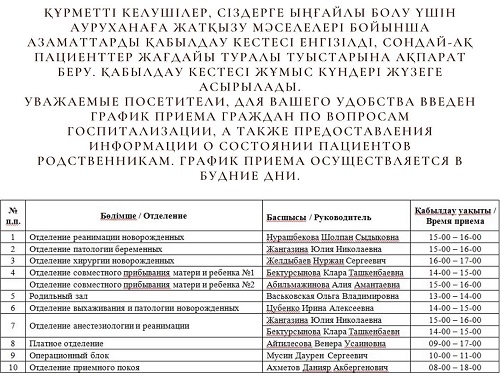 ҚҰРМЕТТІ КЕЛУШІЛЕР, СІЗДЕРГЕ ЫҢҒАЙЛЫ БОЛУ ҮШІН
АУРУХАНАҒА ЖАТҚЫЗУ МӘСЕЛЕЛЕРІ БОЙЫНША
АЗАМАТТАРДЫ ҚАБЫЛДАУ КЕСТЕСІ ЕНГІЗІЛДІ, СОНДАЙ-АҚ
ПАЦИЕНТТЕР ЖАҒДАЙЫ ТУРАЛЫ ТУЫСТАРЫНА АҚПАРАТ
БЕРУ. ҚАБЫЛДАУ КЕСТЕСІ ЖҰМЫС КҮНДЕРІ ЖҮЗЕГЕ
АСЫРЫЛАДЫ.
УВАЖАЕМЫЕ ПОСЕТИТЕЛИ, ДЛЯ ВАШЕГО УДОБСТВА ВВЕДЕН
ГРАФИК ПРИЕМА ГРАЖДАН ПО ВОПРОСАМ
ГОСПИТАЛИЗАЦИИ, А ТАКЖЕ ПРЕДОСТАВЛЕНИЯ
ИНФОРМАЦИИ О СОСТОЯНИИ ПАЦИЕНТОВ
РОДСТВЕННИКАМ. ГРАФИК ПРИЕМА ОСУЩЕСТВЛЯЕТСЯ В
БУДНИЕ ДНИ.
№ п.п. Бөлімше / Отделение Басшысы / Руководитель Қабылдау уақыты / Время приема
1 Отделение реанимации новорожденных Нурашбекова Шолпан Сыдыковна 15-00 – 16-00
2 Отделение патологии беременных Жангазина Юлия Николаевна 15-00 – 16-00
3 Отделение хирургии новорожденных Желдыбаев Нуржан Сергеевич 16-00 – 17-00
4 Отделение совместного прибывания матери и ребенка №1 Бектурсынова Клара Ташкенбаевна 14-00 – 15-00
Отделение совместного прибывания матери и ребенка №2 Абильмажинова Алия Амантаевна 15-00 – 16-00
5 Родильный зал Васьковская Ольга Владимировна 13-00 – 14-00
6 Отделение выхаживания и патологии новорожденных Цубенко Ирина Алексеевна 14-00 – 15-00
7 Отделение анестезиологии и реанимации Жангазина Юлия Николаевна 15-00 – 16-00
Бектурсынова Клара Ташкенбаевн 14-00 – 15-00
8 Платное отделение Айтилесова Венера Усаиновна 09-00 – 17-00
9 Операционный блок Мусин Даурен Сергеевич 10-00 – 11-00
10 Отделение приемного покоя Ахметов Данияр Акбергенович 08-00 – 18-00